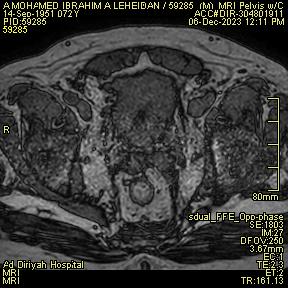 A MOHAMED IBRAHIM A LEHEIDAN / 59285 (M) MRI Pelvis w/C
14-Sep-1951 072Y ACC#DIR-304801911
PID:59285 06-Dec-2023 12:11 PM
59285
R
80mm
sdual_FFE_Opp-phase
SE:1803
IM:27
DFOV:250
3.67mm
EC:1
Ad Diriyah Hospital TE:2.3
MRI ET:2
MRI TR:161.13